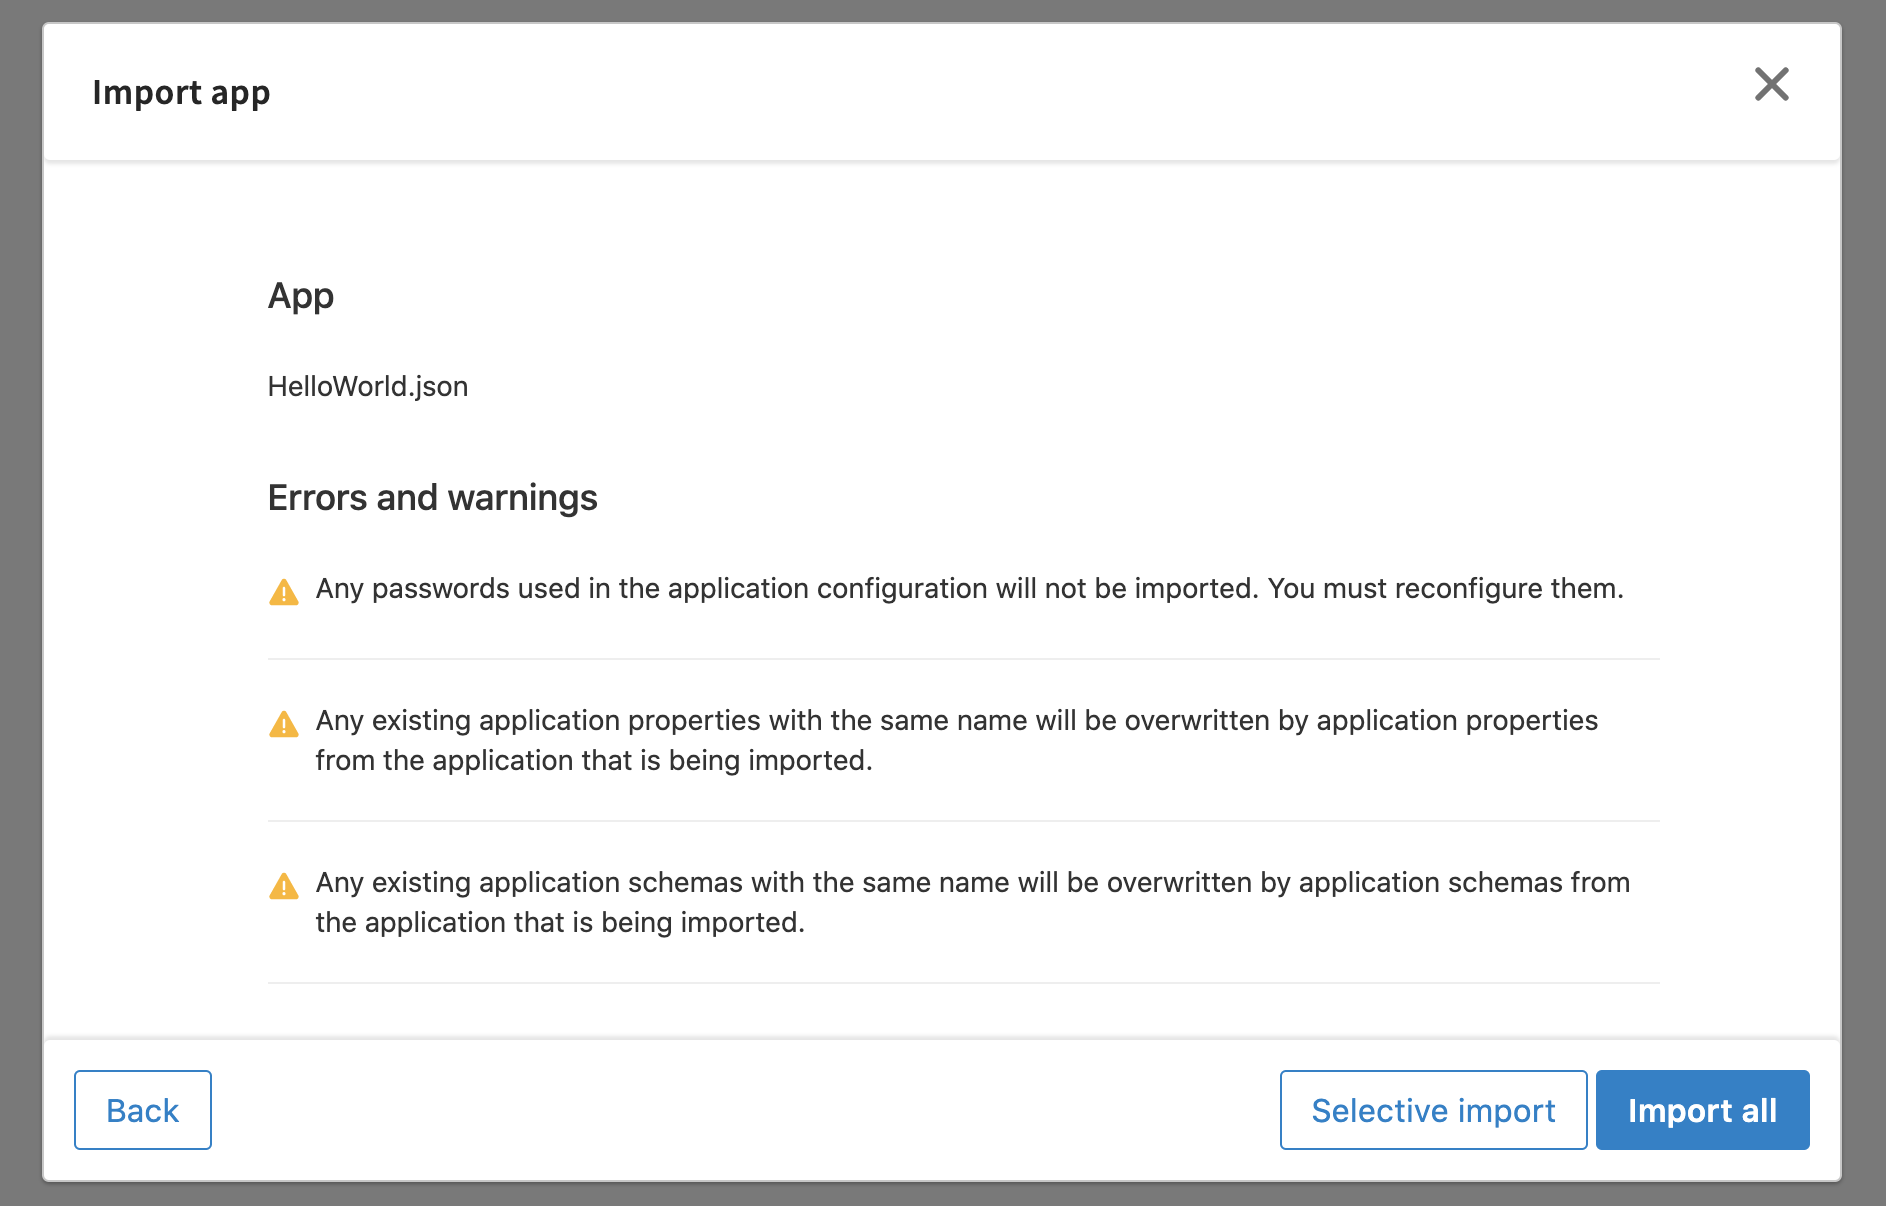 Import app
App
HelloWorld.json
Errors and warnings
Any passwords used in the application configuration will not be imported. You must reconfigure them.
Any existing application properties with the same name will be overwritten by application properties
from the application that is being imported.
Any existing application schemas with the same name will be overwritten by application schemas from
the application that is being imported.
Back
Selective import
Import all